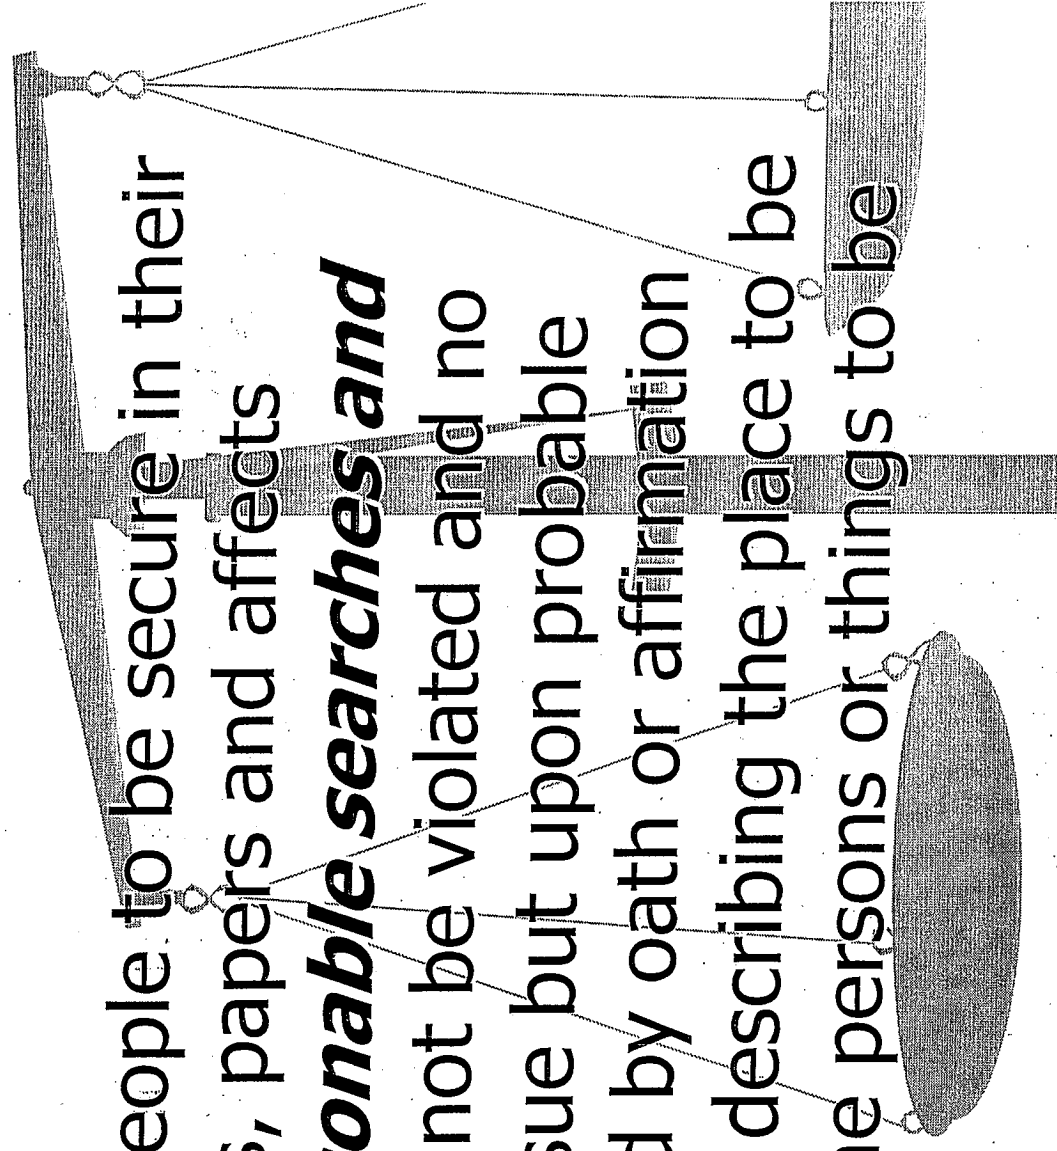 eople to be secure in their
s, papers and affects
onable searches and
not be violated and no
sue but upon probable
d by oath or affirmation
describing the place to be
he persons or things to be